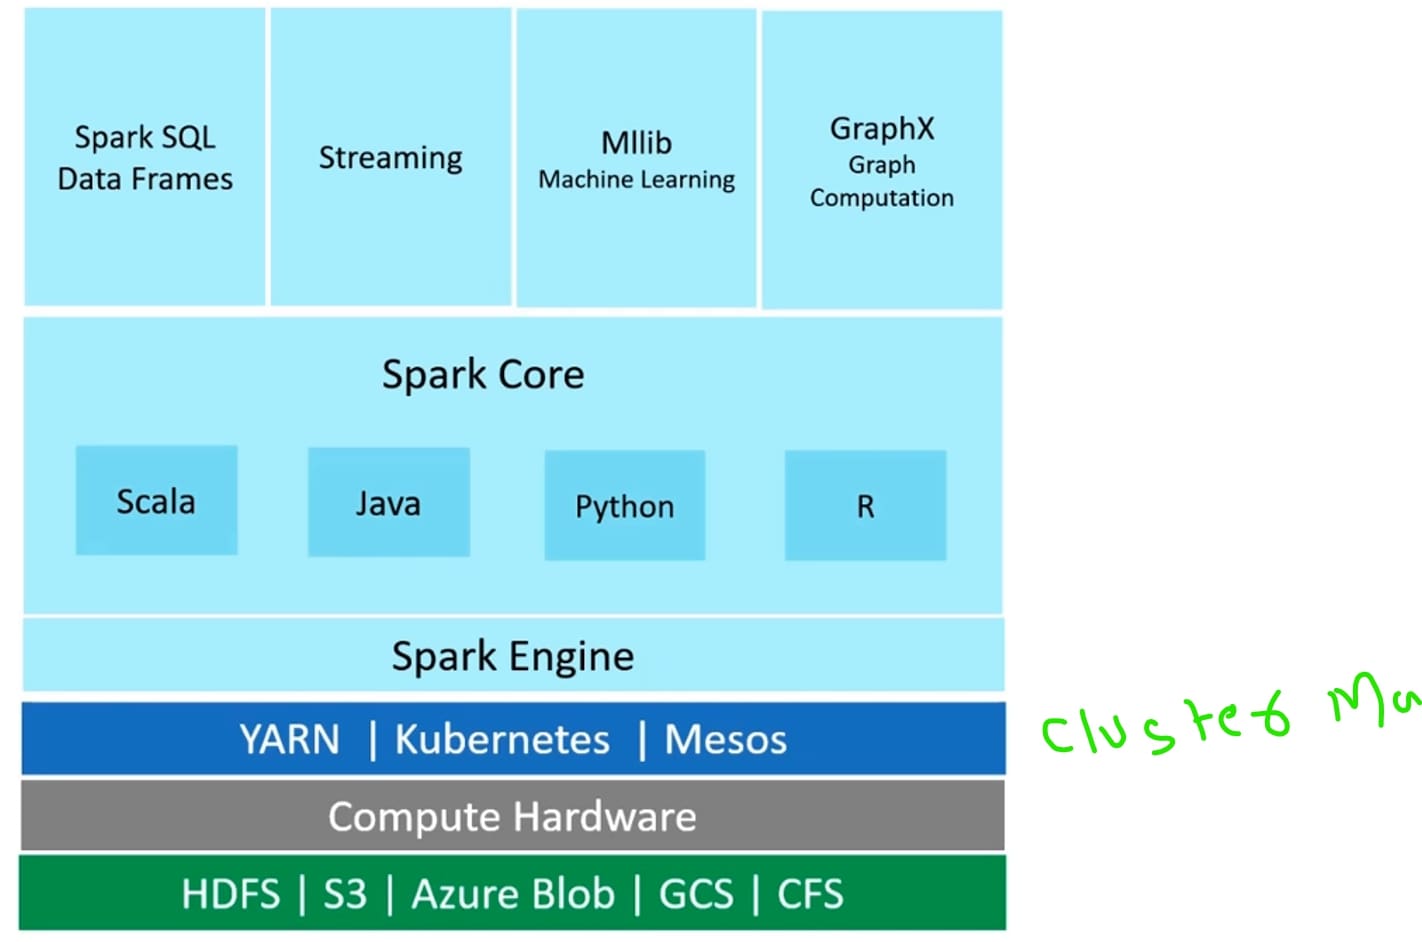 Spark SQL
Data Frames
Streaming
Mllib
Machine Learning
GraphX
Graph
Computation
Spark Core
Scala
Java
Python
R
Spark Engine
YARN | Kubernetes | Mesos
Cluster Ma
Compute Hardware
HDFS | S3 | Azure Blob | GCS | CFS